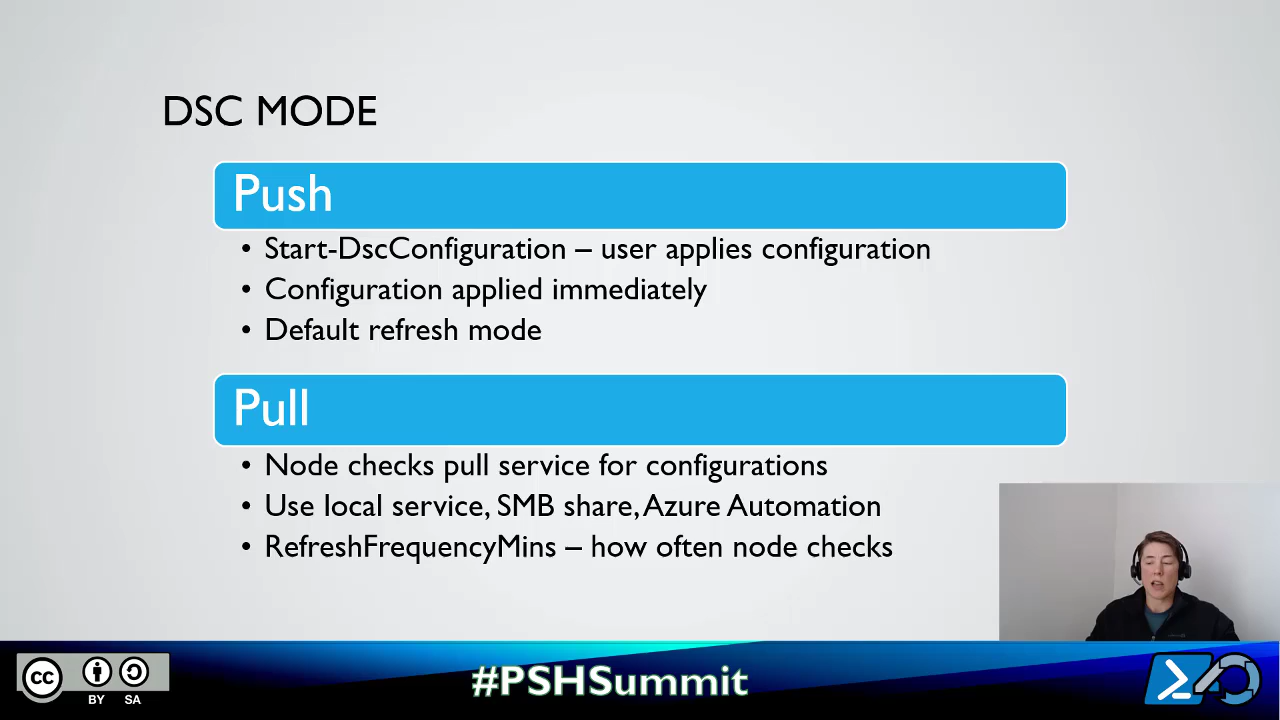 DSC MODE
Push
• Start-DscConfiguration – user applies configuration
• Configuration applied immediately
• Default refresh mode
Pull
• Node checks pull service for configurations
• Use local service, SMB share, Azure Automation
• RefreshFrequencyMins – how often node checks
cc
BY SA
#PSHSummit